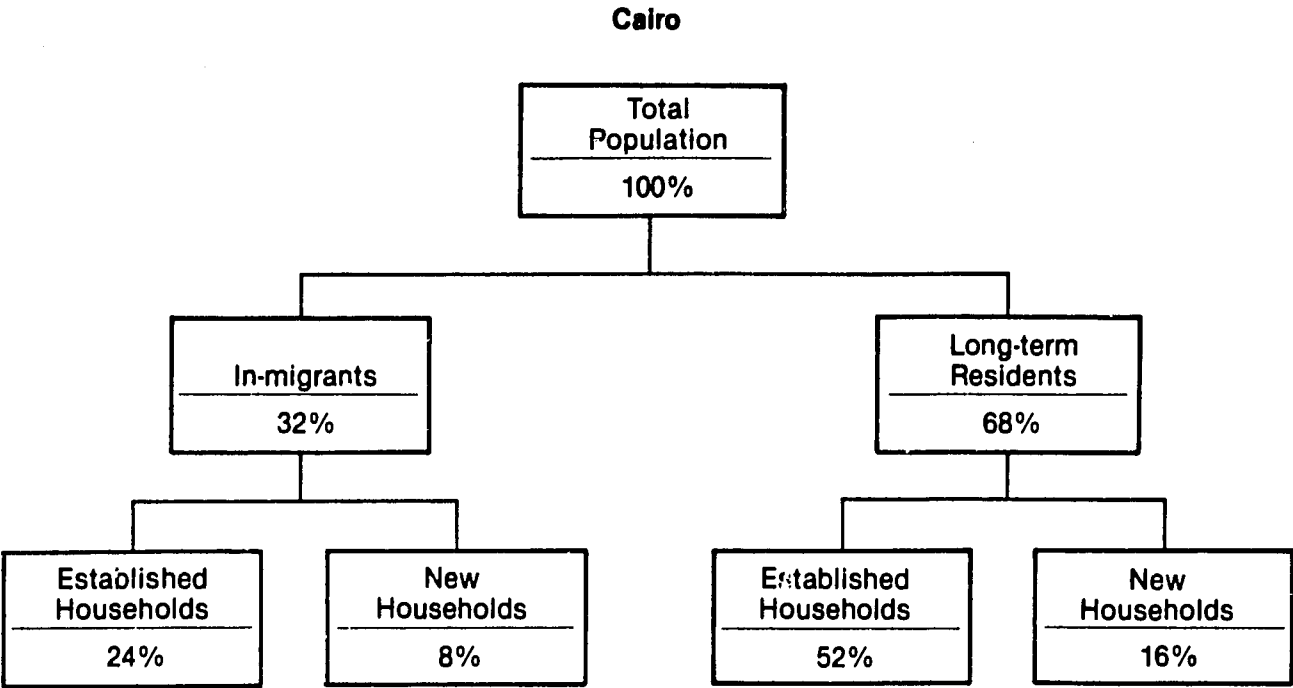 Cairo
Total
Population
100%
In-migrants
32%
Long-term
Residents
68%
Established
Households
24%
New
Households
8%
Established
Households
52%
New
Households
16%